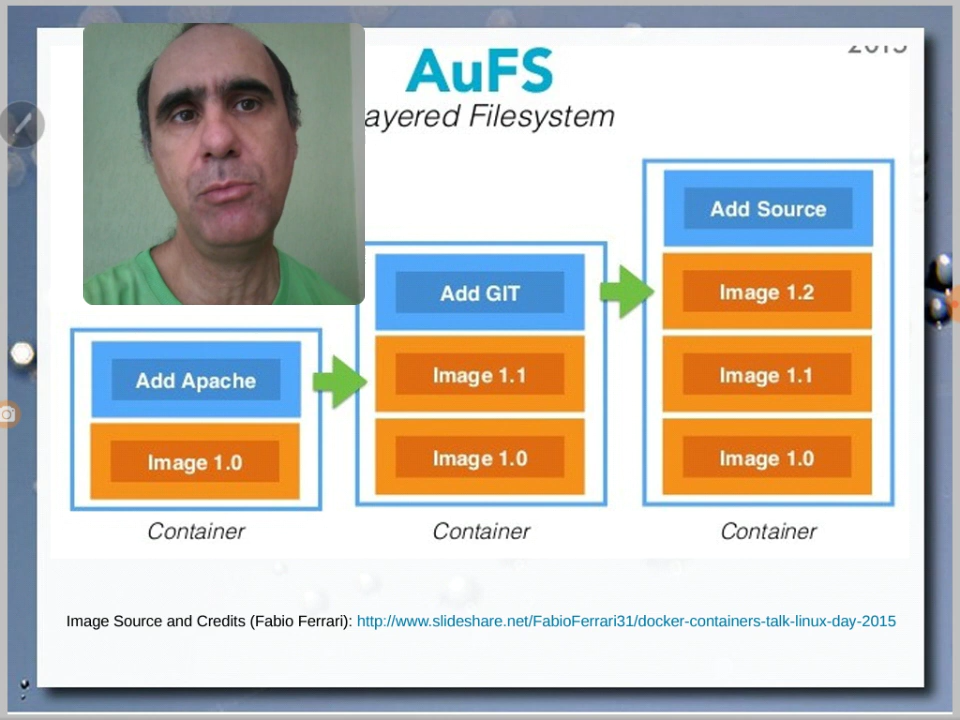 AuFS
ayered Filesystem
Add Source
Add GIT
Image 1.2
Add Apache
Image 1.1
Image 1.1
Image 1.0
Image 1.0
Image 1.0
Container
Container
Container
Image Source and Credits (Fabio Ferrari): http://www.slideshare.net/FabioFerrari31/docker-containers-talk-linux-day-2015